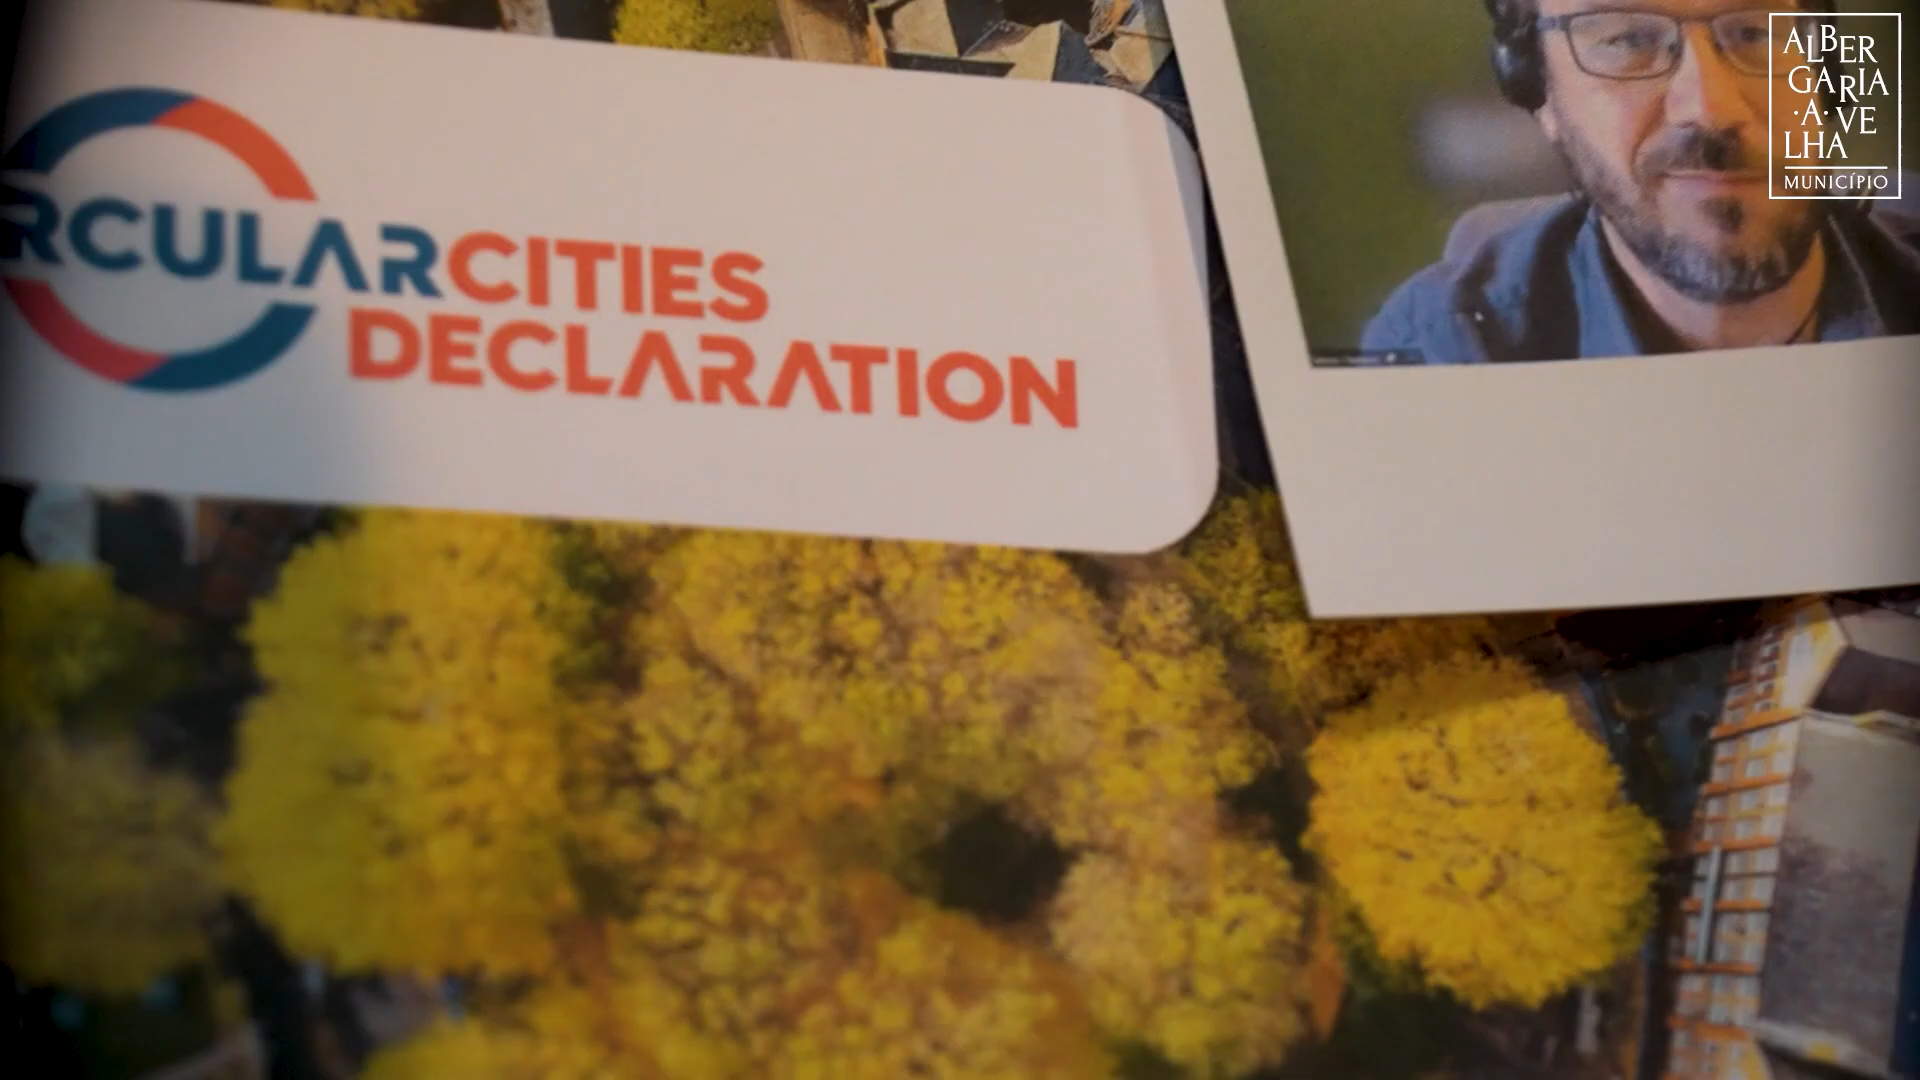 RCULARCITIES
DECLARATION
ALBER
GARIA
·A·VE
LHA
MUNICÍPIO